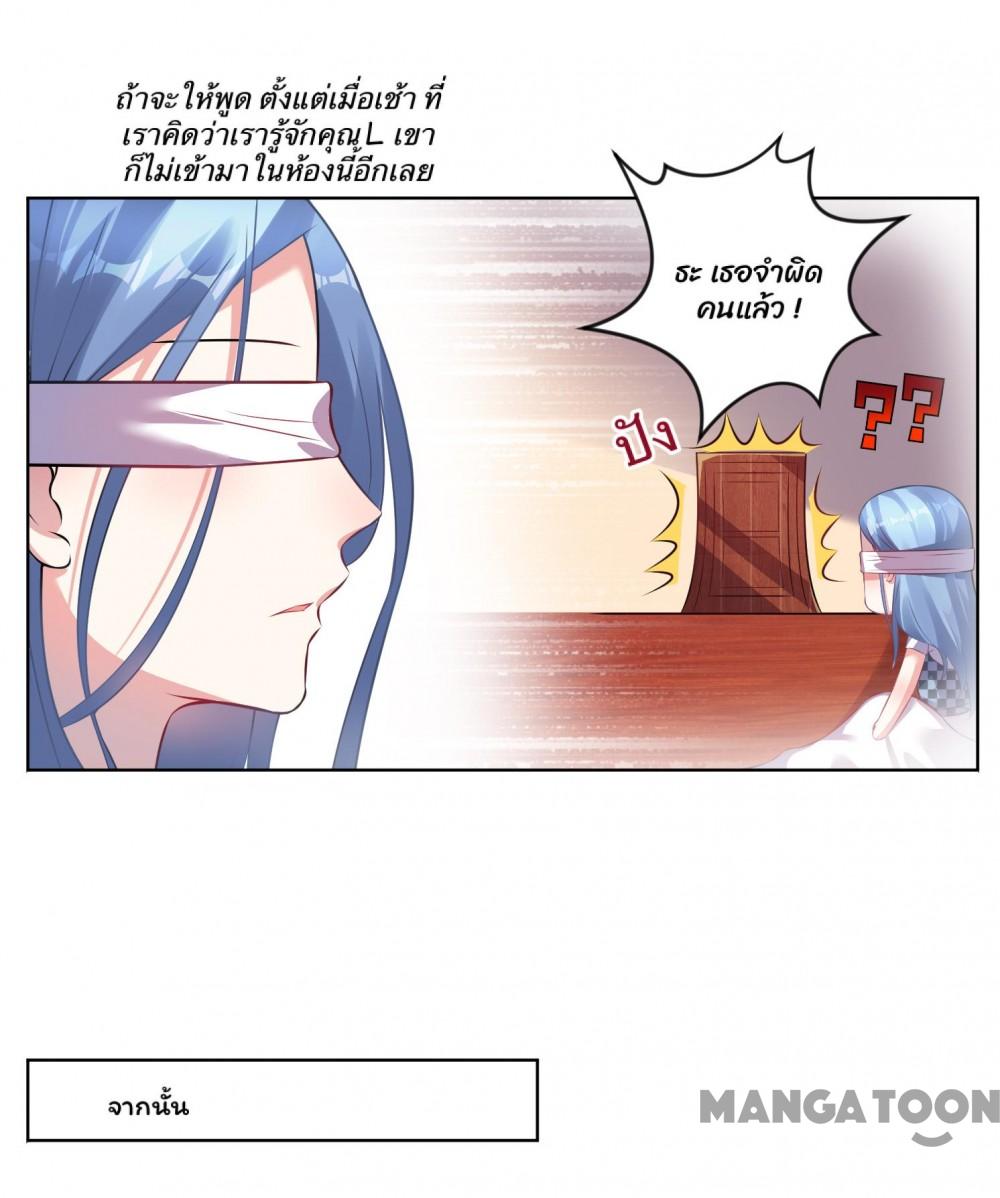 ถ้าจะให้พูด ตั้งแต่เมื่อเช้า ที่
เราคิดว่าเรารู้จักคุณL เขา
ก็ไม่เข้ามาในห้องนี้อีกเลย
ธะ เธอจำผิด
คนแล้ว !
ปัง
??
จากนั้น
MANGATOON